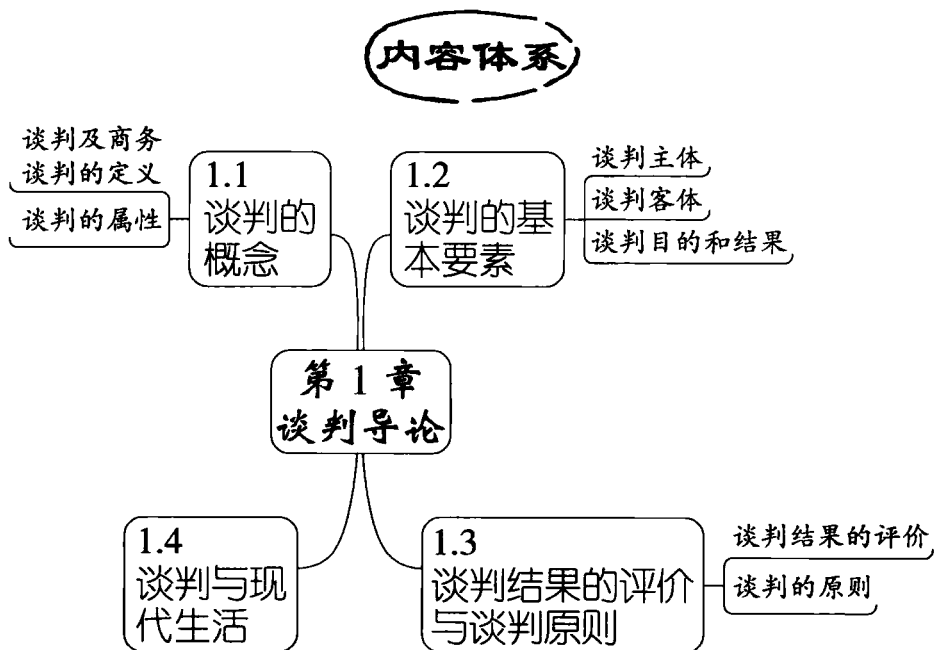 内容体系
谈判及商务
谈判的定义
谈判的属性
1.1
谈判的
概念
1.2
谈判的基
本要素
谈判主体
谈判客体
谈判目的和结果
第 1 章
谈判导论
1.4
谈判与现
代生活
1.3
谈判结果的评价
与谈判原则
谈判结果的评价
谈判的原则